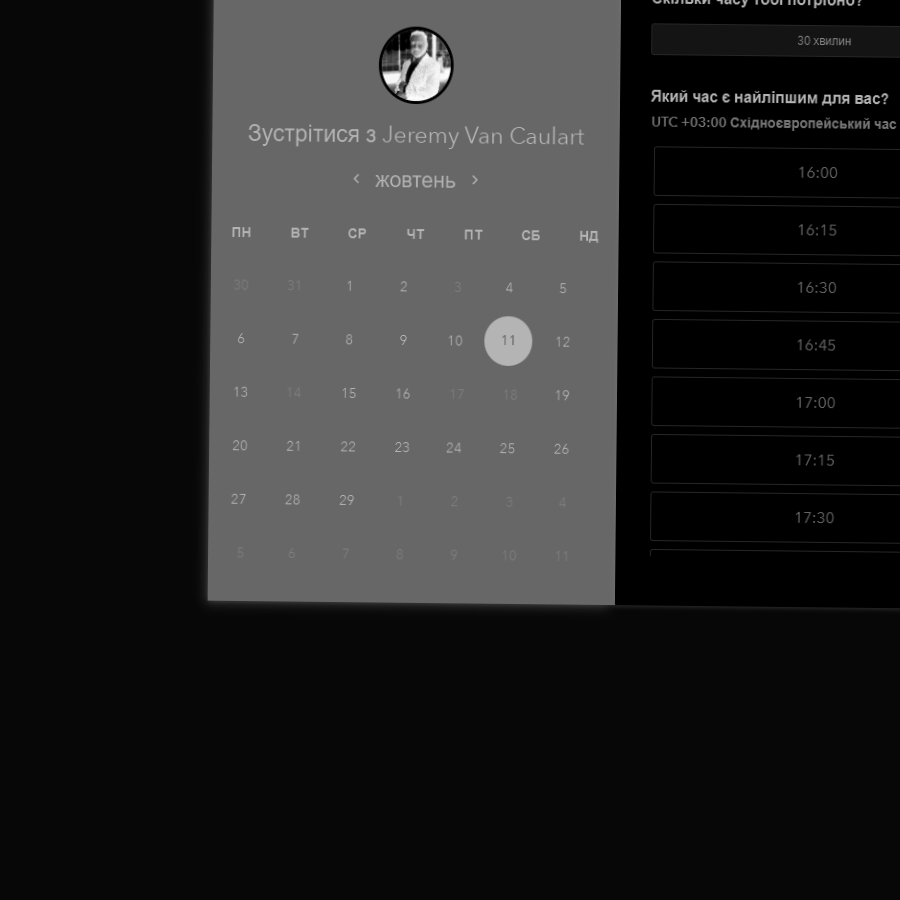 Зустрітися з Jeremy Van Caulart
‹ жовтень ›
ПН ВТ СР ЧТ ПТ СБ НД
30 31 1 2 3 4 5
6 7 8 9 10 11 12
13 14 15 16 17 18 19
20 21 22 23 24 25 26
27 28 29 1 2 3 4
5 6 7 8 9 10 11
Скільки часу тобі потрібно?
30 хвилин
Який час є найліпшим для вас?
UTC +03:00 Східноєвропейський час
16:00
16:15
16:30
16:45
17:00
17:15
17:30